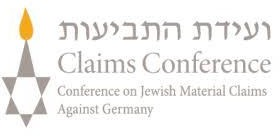 ועידת התביעות
Claims Conference
Conference on Jewish Material Claims
Against Germany